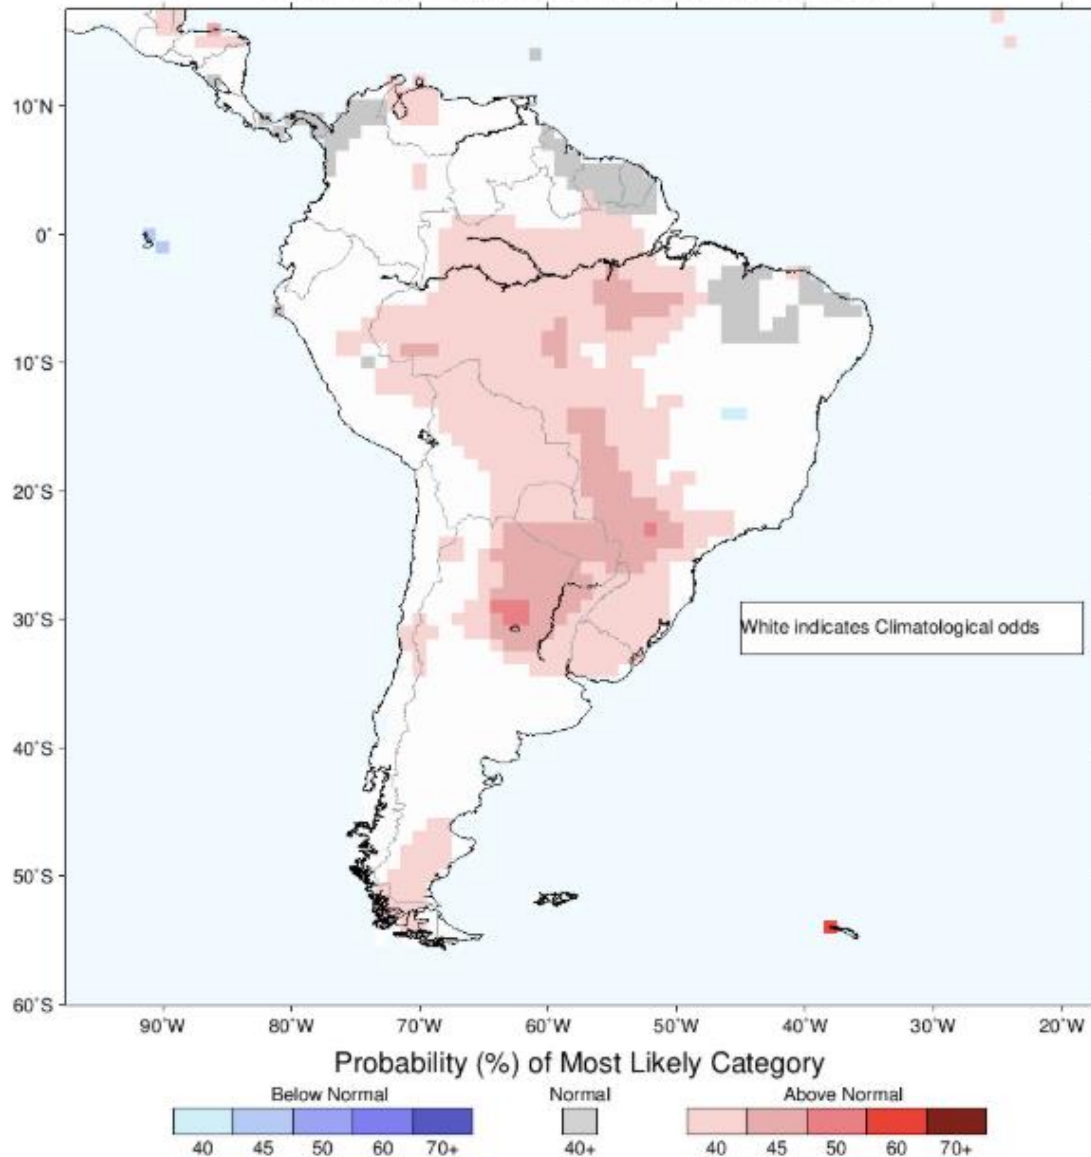 10˚N
0˚
10˚S
20˚S
30˚S
White indicates Climatological odds
40˚S
50˚S
60˚S
90˚W 80˚W 70˚W 60˚W 50˚W 40˚W 30˚W 20˚W
Probability (%) of Most Likely Category
Below Normal Normal Above Normal
40 45 50 60 70+ 40+ 40 45 50 60 70+